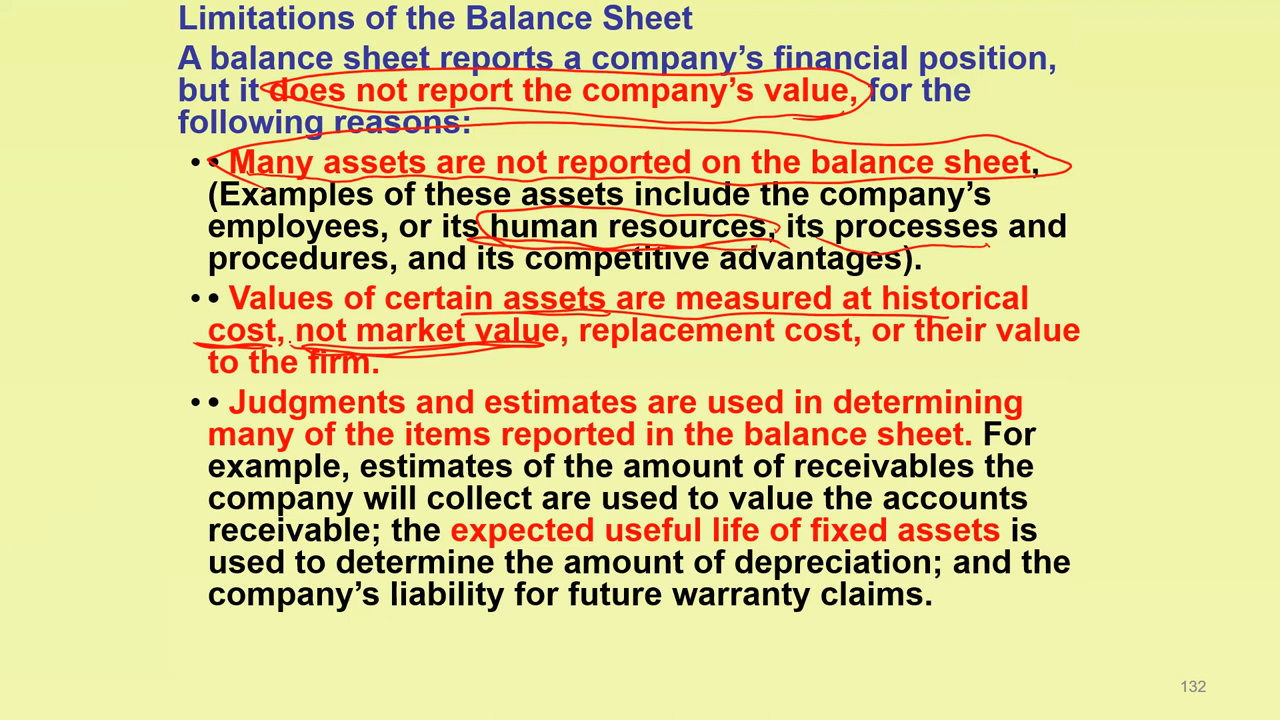 Limitations of the Balance Sheet
A balance sheet reports a company’s financial position,
but it does not report the company’s value, for the
following reasons:
• • Many assets are not reported on the balance sheet,
(Examples of these assets include the company’s
employees, or its human resources, its processes and
procedures, and its competitive advantages).
• • Values of certain assets are measured at historical
cost, not market value, replacement cost, or their value
to the firm.
• • Judgments and estimates are used in determining
many of the items reported in the balance sheet. For
example, estimates of the amount of receivables the
company will collect are used to value the accounts
receivable; the expected useful life of fixed assets is
used to determine the amount of depreciation; and the
company’s liability for future warranty claims.
132